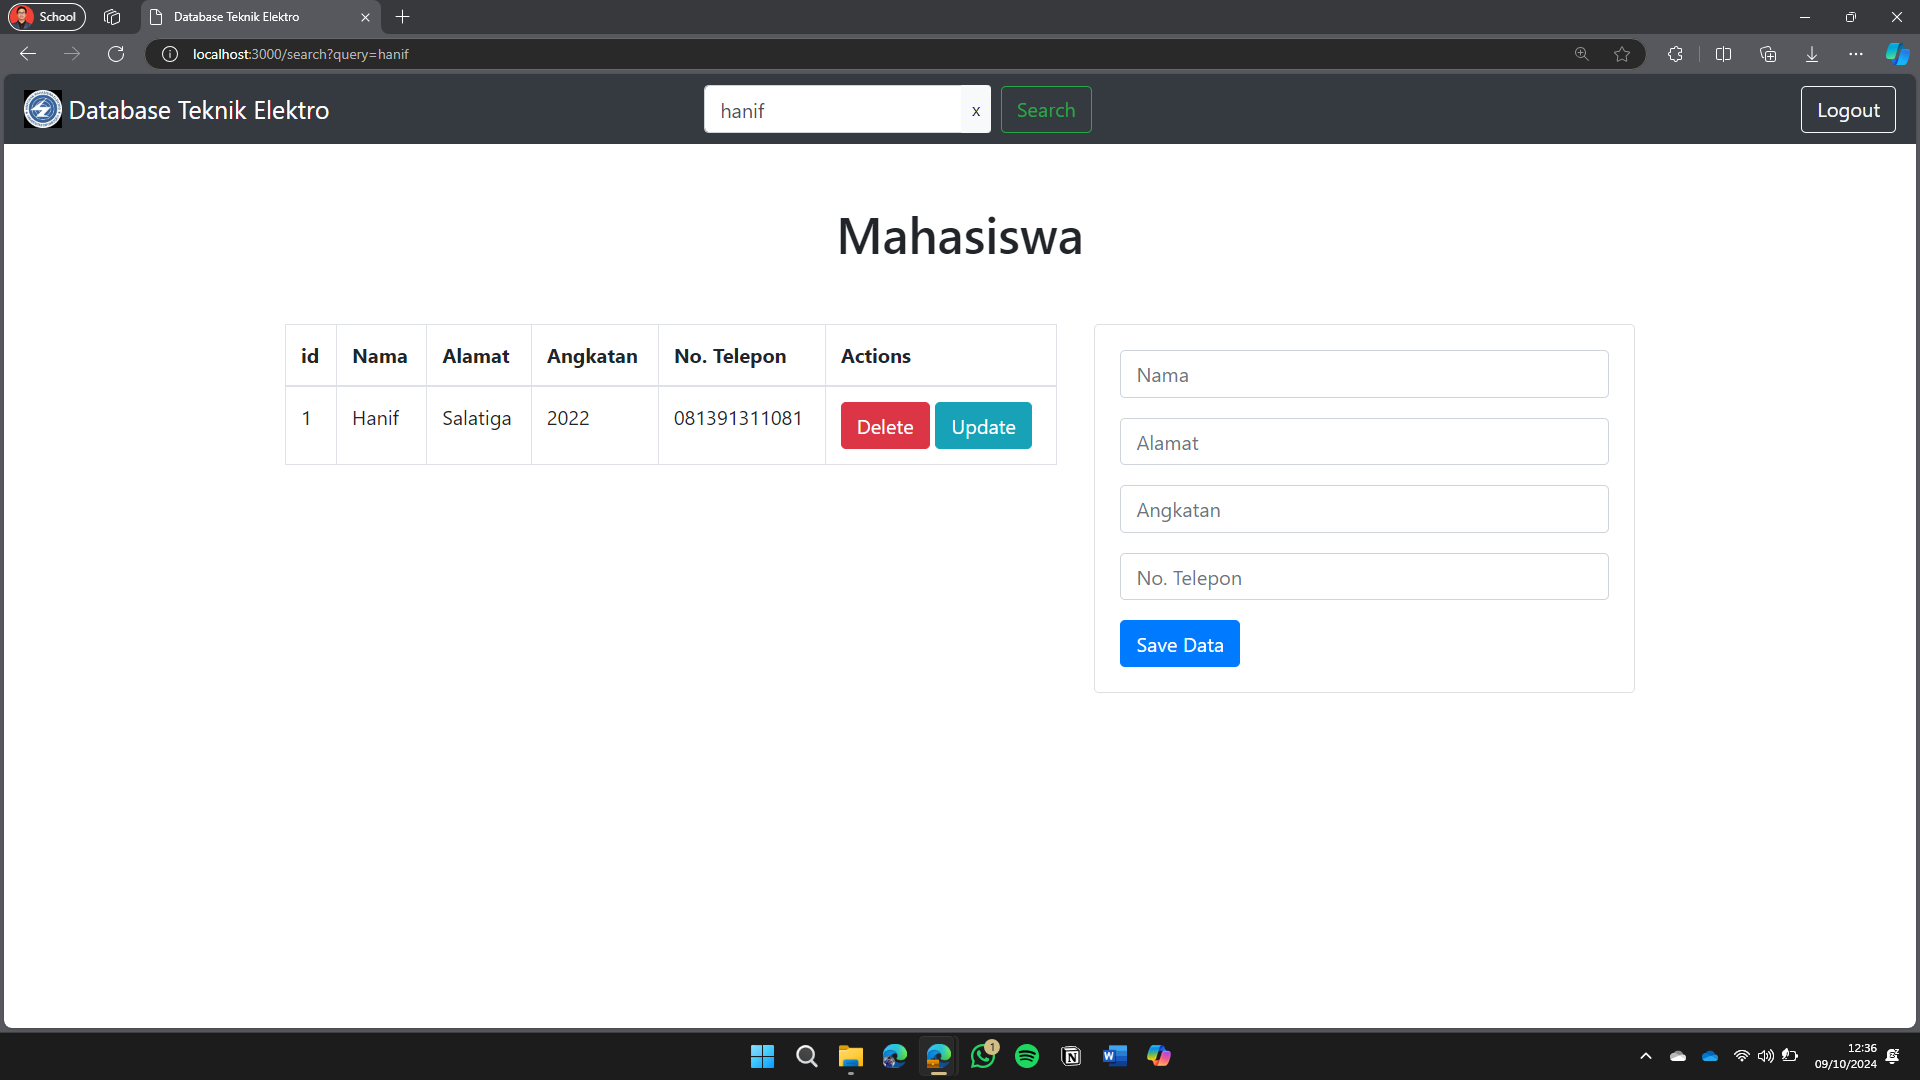 School
Database Teknik Elektro
localhost:3000/search?query=hanif
Database Teknik Elektro
hanif
x
Search
Logout
Mahasiswa
id Nama Alamat Angkatan No. Telepon Actions
1 Hanif Salatiga 2022 081391311081 Delete Update
Nama
Alamat
Angkatan
No. Telepon
Save Data
1
12:36
09/10/2024